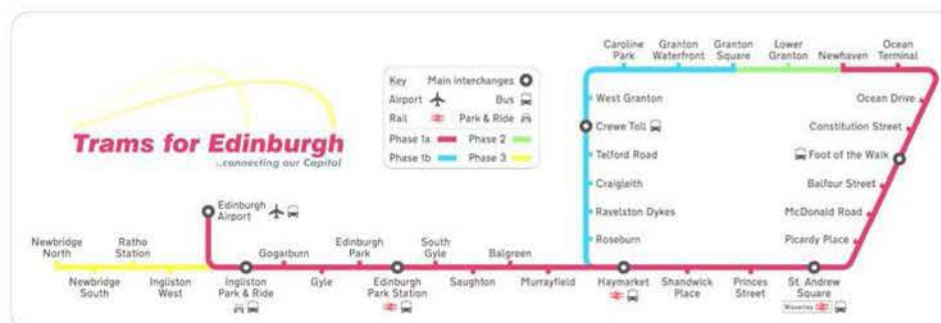 Trams for Edinburgh
...connecting our Capital
Key Main interchanges
Airport Bus
Rail Park & Ride
Phase 1a Phase 2
Phase 1b Phase 3
Caroline
Park
Granton
Waterfront
Granton
Square
Lower
Granton
Newhaven
Ocean
Terminal
West Granton
Crewe Toll
Telford Road
Craigleith
Ravelston Dykes
Roseburn
Ocean Drive
Constitution Street
Foot of the Walk
Balfour Street
McDonald Road
Picardy Place
Edinburgh
Airport
Newbridge
North
Ratho
Station
Gogarburn
Edinburgh
Park
South
Gyle
Balgreen
Newbridge
South
Ingliston
West
Ingliston
Park & Ride
Gyle
Edinburgh
Park Station
Saughton
Murrayfield
Haymarket
Shandwick
Place
Princes
Street
St. Andrew
Square
Waverley